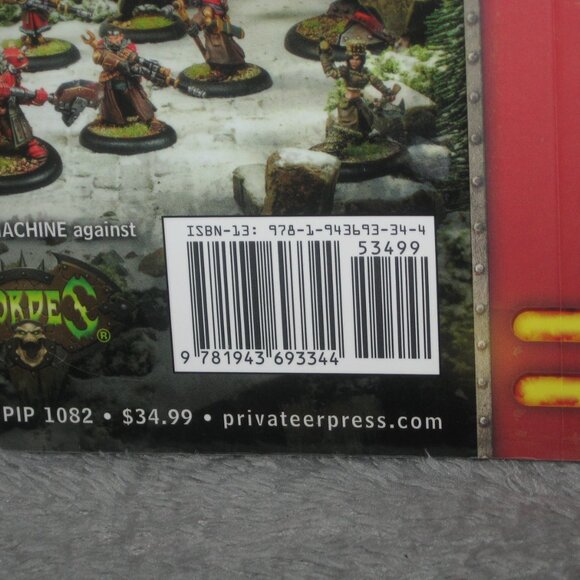 MACHINE against
ISBN-13: 978-1-943693-34-4
53499
9 781943 693344
HORDES®
PIP 1082 • $34.99 • privateerpress.com